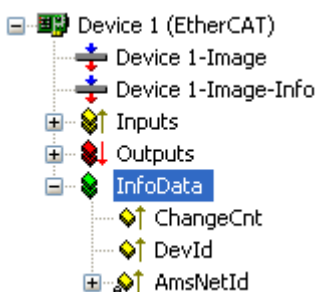 Device 1 (EtherCAT)
Device 1-Image
Device 1-Image-Info
Inputs
Outputs
InfoData
ChangeCnt
DevId
AmsNetId